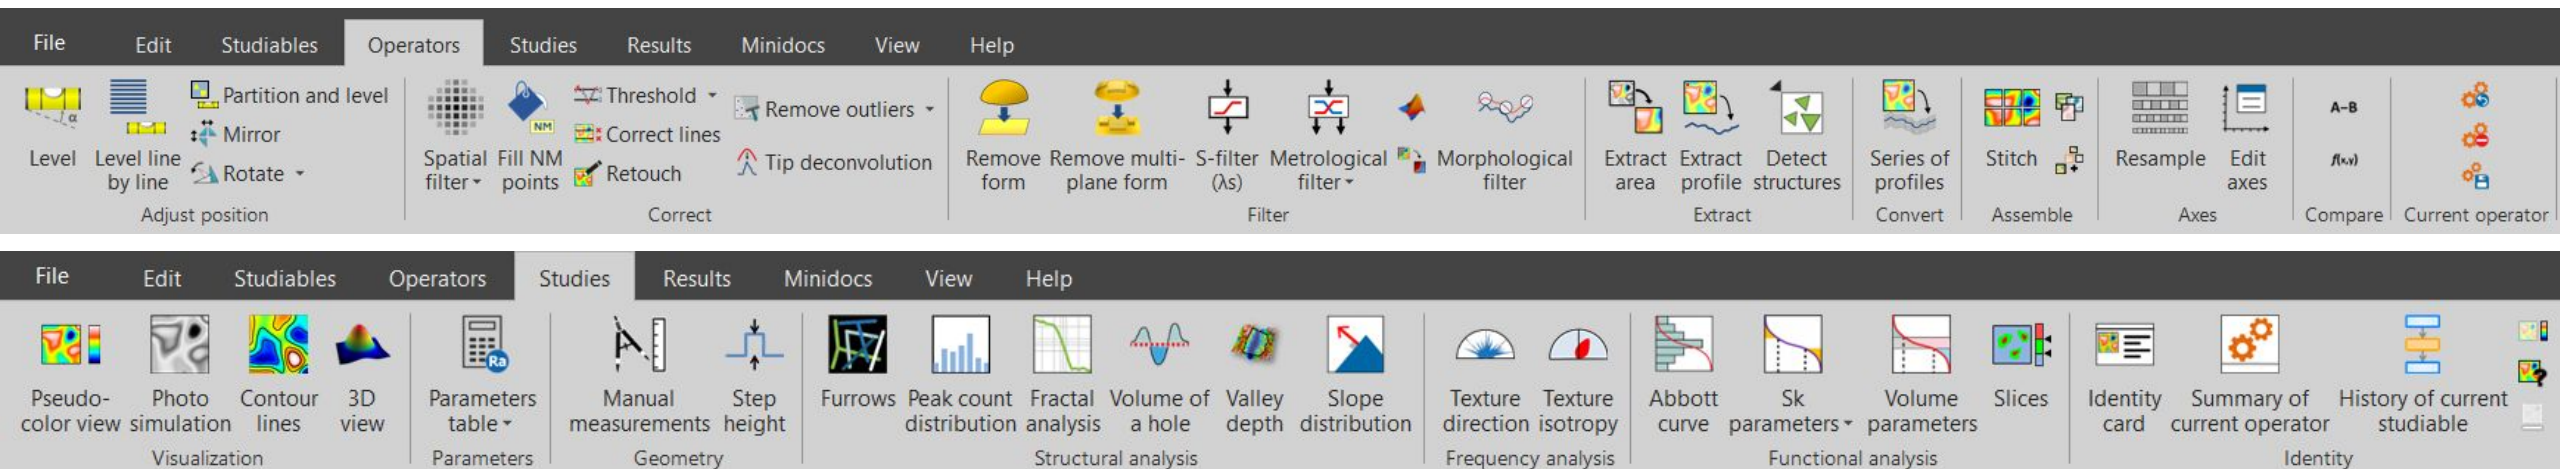 File Edit Studiables Operators Studies Results Minidocs View Help
Level
Level line
by line
Partition and level
Mirror
Rotate
Adjust position
α
Spatial
filter
NM
Fill NM
points
Threshold
Correct lines
Retouch
Remove outliers
Tip deconvolution
Correct
Remove
form
Remove multi-
plane form
S-filter
(λs)
Metrological
filter
Morphological
filter
Filter
Extract
area
Extract
profile
Detect
structures
Extract
Series of
profiles
Convert
Stitch
Assemble
Resample
Edit
axes
Axes
A-B
f(x,y)
Compare
Current operator
File Edit Studiables Operators Studies Results Minidocs View Help
Pseudo-
color view
Photo
simulation
Contour
lines
3D
view
Visualization
Ra
Parameters
table
Parameters
Manual
measurements
Step
height
Geometry
Furrows
Peak count
distribution
Fractal
analysis
Volume of
a hole
Valley
depth
Slope
distribution
Structural analysis
Texture
direction
Texture
isotropy
Frequency analysis
Abbott
curve
Sk
parameters
Volume
parameters
Slices
Functional analysis
Identity
card
Summary of
current operator
History of current
studiable
Identity